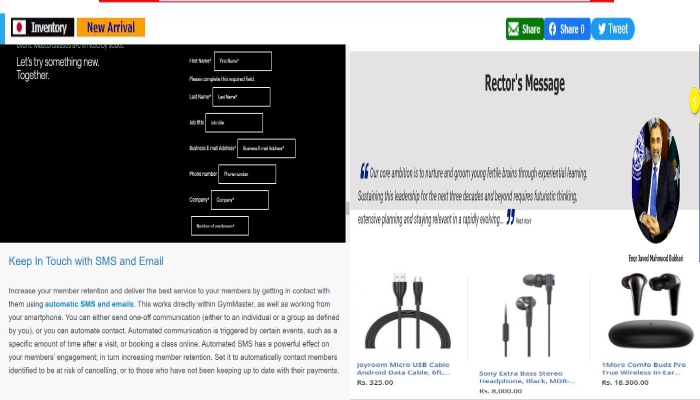 Inventory
New Arrival
Share
Share 0
Tweet
Let's try something new.
Together.
First Name*
First Name*
Please complete this required field.
Last Name*
Last Name*
Job title
Job title
Business E-mail Address*
Business E-mail Address*
Phone number
Phone number
Company*
Company*
Number of employees*
Rector's Message
Our core ambition is to nurture and groom young fertile brains through experiential learning.
Sustaining this leadership for the next three decades and beyond requires futuristic thinking,
extensive planning and staying relevant in a rapidly evolving... Read more
Engr Javed Mahmood Bukhari
Keep In Touch with SMS and Email
Increase your member retention and deliver the best service to your members by getting in contact with
them using automatic SMS and emails. This works directly within GymMaster, as well as working from
your smartphone. You can either send one-off communication (either to an individual or a group as defined
by you), or you can automate contact. Automated communication is triggered by certain events, such as a
specific amount of time after a visit, or booking a class online. Automated SMS has a powerful effect on
your members' engagement; in turn increasing member retention. Set it to automatically contact members
identified to be at risk of cancelling, or to those who have not been keeping up to date with their payments.
Joyroom Micro USB Cable
Android Data Cable, 6ft,...
Rs. 325.00
Sony Extra Bass Stereo
Headphone, Black, MDR-...
Rs. 8,000.00
1More Comfo Buds Pro
True Wireless In-Ear...
Rs. 18,300.00